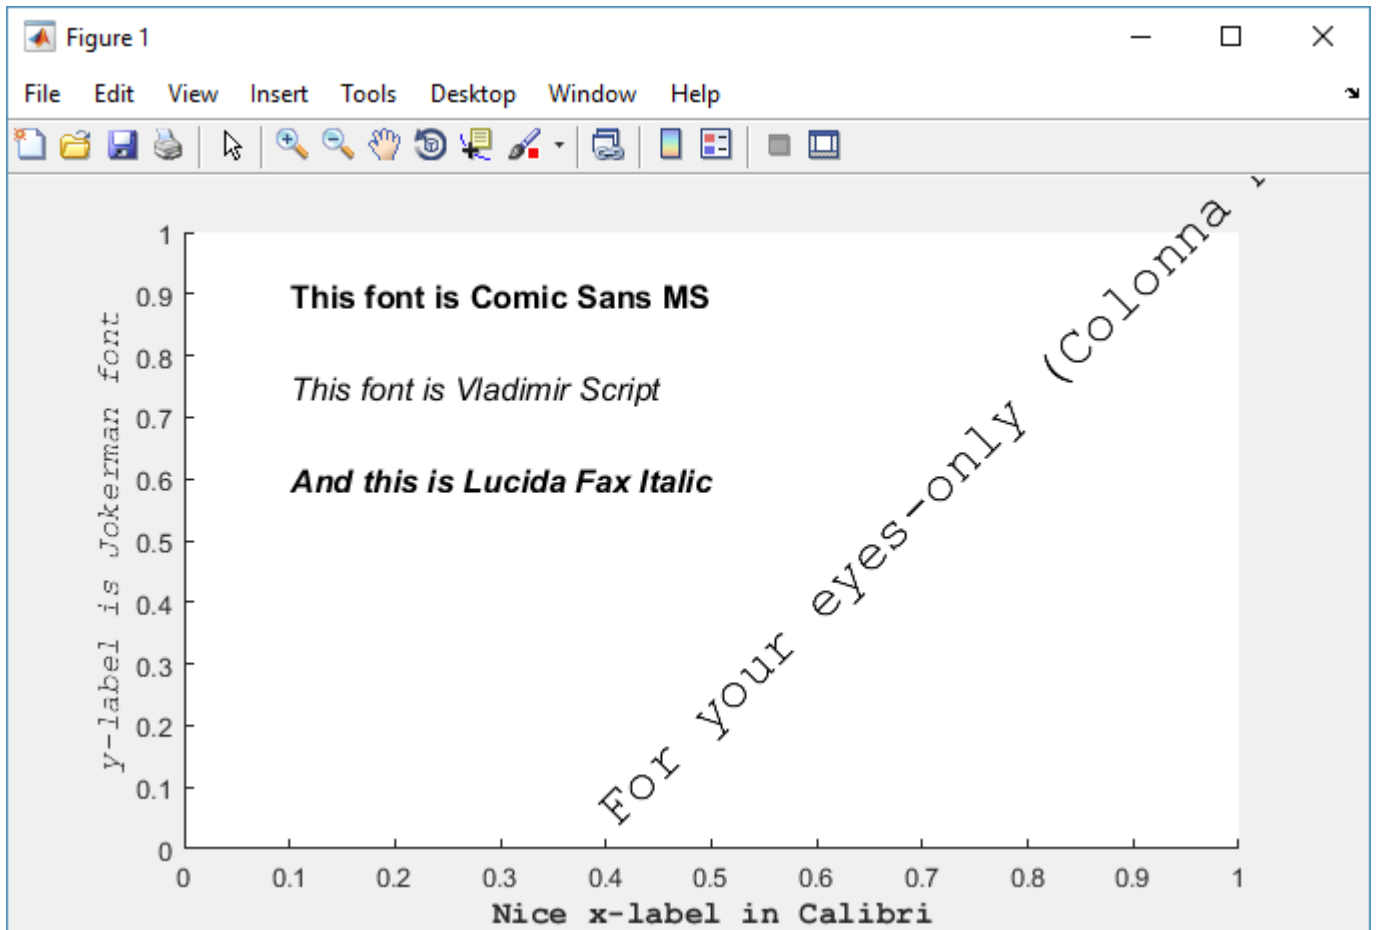 Figure 1
File Edit View Insert Tools Desktop Window Help
1
0.9
0.8
0.7
0.6
0.5
0.4
0.3
0.2
0.1
0
y-label is Jokerman font
This font is Comic Sans MS
This font is Vladimir Script
And this is Lucida Fax Italic
For your eyes-only (Colonna
0 0.1 0.2 0.3 0.4 0.5 0.6 0.7 0.8 0.9 1
Nice x-label in Calibri